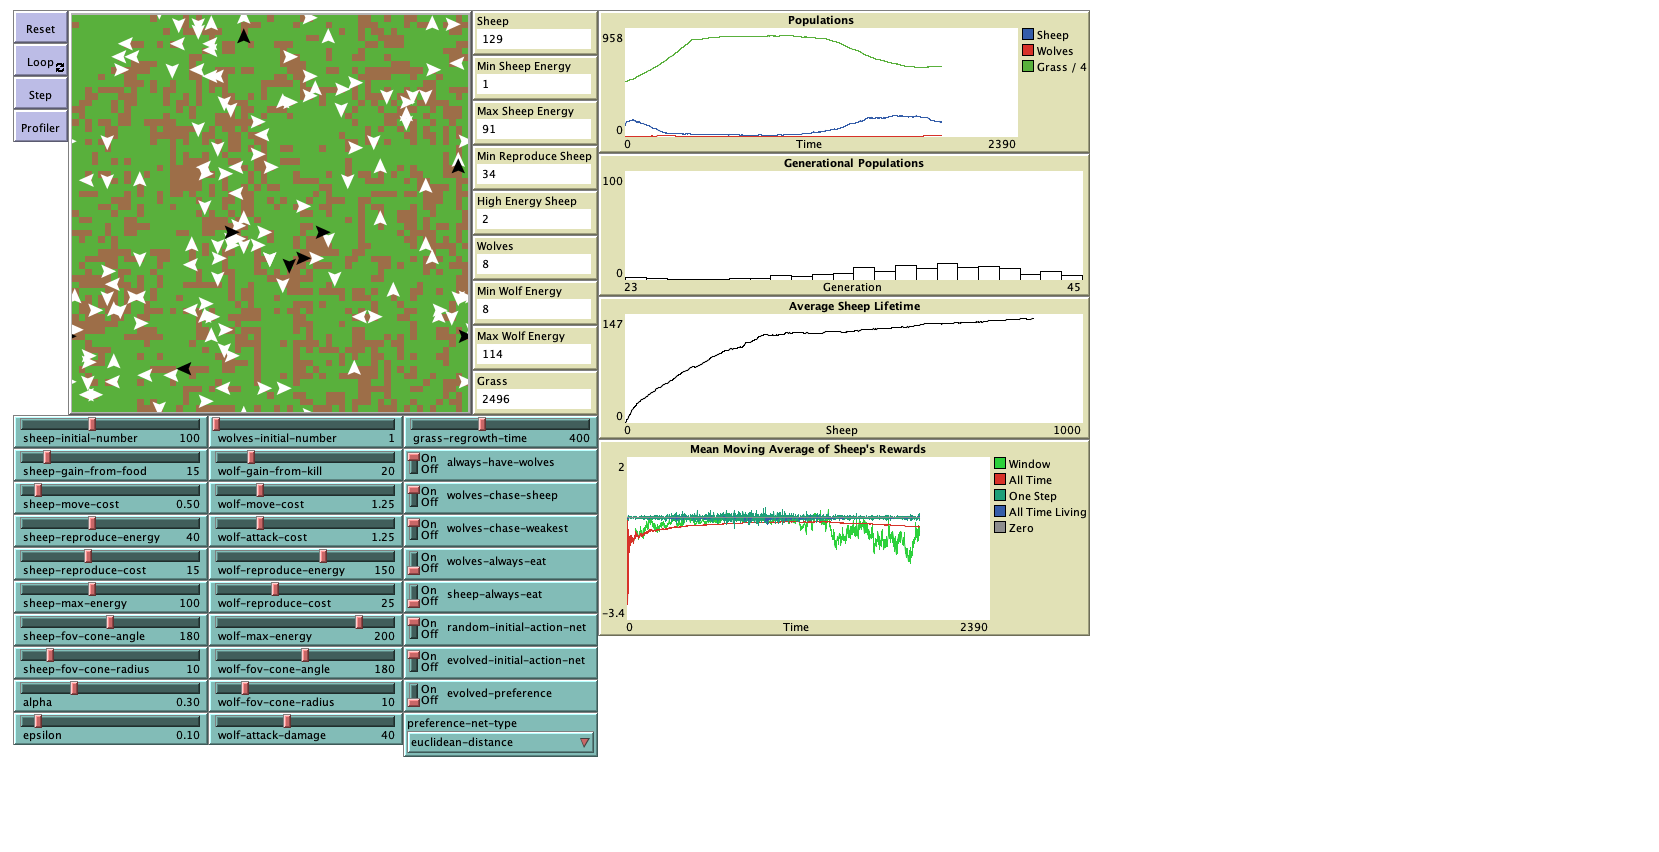 Reset
Loop
Step
Profiler
Sheep
129
Min Sheep Energy
1
Max Sheep Energy
91
Min Reproduce Sheep
34
High Energy Sheep
2
Wolves
8
Min Wolf Energy
8
Max Wolf Energy
114
Grass
2496
Populations
958
0
0
Time
2390
Sheep
Wolves
Grass / 4
Generational Populations
100
0
23
Generation
45
Average Sheep Lifetime
147
0
0
Sheep
1000
Mean Moving Average of Sheep's Rewards
2
-3.4
0
Time
2390
Window
All Time
One Step
All Time Living
Zero
sheep-initial-number 100
sheep-gain-from-food 15
sheep-move-cost 0.50
sheep-reproduce-energy 40
sheep-reproduce-cost 15
sheep-max-energy 100
sheep-fov-cone-angle 180
sheep-fov-cone-radius 10
alpha 0.30
epsilon 0.10
wolves-initial-number 1
wolf-gain-from-kill 20
wolf-move-cost 1.25
wolf-attack-cost 1.25
wolf-reproduce-energy 150
wolf-reproduce-cost 25
wolf-max-energy 200
wolf-fov-cone-angle 180
wolf-fov-cone-radius 10
wolf-attack-damage 40
grass-regrowth-time 400
On
Off
always-have-wolves
On
Off
wolves-chase-sheep
On
Off
wolves-chase-weakest
On
Off
wolves-always-eat
On
Off
sheep-always-eat
On
Off
random-initial-action-net
On
Off
evolved-initial-action-net
On
Off
evolved-preference
preference-net-type
euclidean-distance